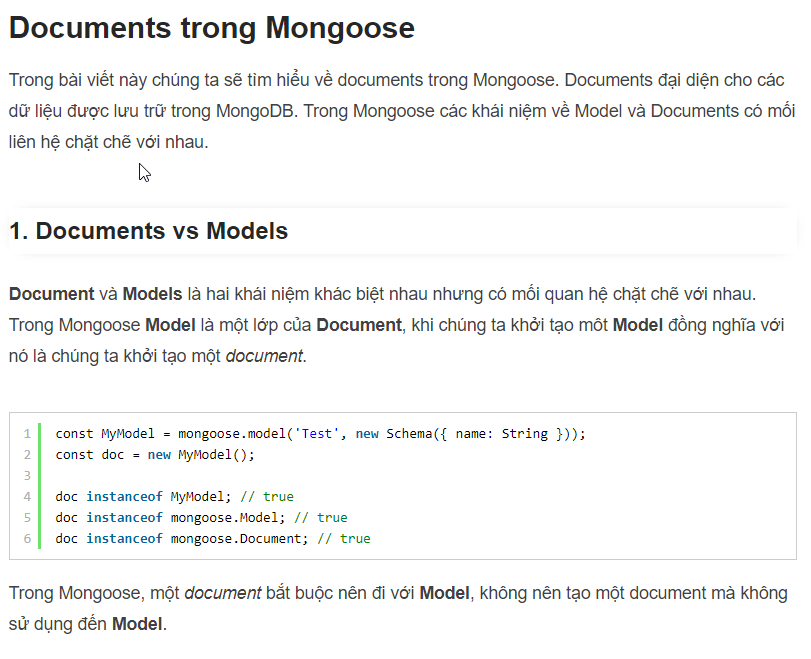 Documents trong Mongoose
Trong bài viết này chúng ta sẽ tìm hiểu về documents trong Mongoose. Documents đại diện cho các
dữ liệu được lưu trữ trong MongoDB. Trong Mongoose các khái niệm về Model và Documents có mối
liên hệ chặt chẽ với nhau.
1. Documents vs Models
Document và Models là hai khái niệm khác biệt nhau nhưng có mối quan hệ chặt chẽ với nhau.
Trong Mongoose Model là một lớp của Document, khi chúng ta khởi tạo môt Model đồng nghĩa với
nó là chúng ta khởi tạo một document.
1 const MyModel = mongoose.model('Test', new Schema({ name: String }));
2 const doc = new MyModel();
3
4 doc instanceof MyModel; // true
5 doc instanceof mongoose.Model; // true
6 doc instanceof mongoose.Document; // true
Trong Mongoose, một document bắt buộc nên đi với Model, không nên tạo một document mà không
sử dụng đến Model.